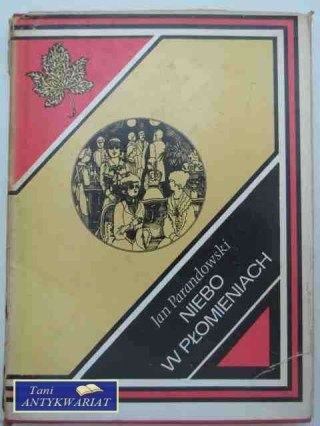 Jan Parandowski
NIEBO
W PŁOMIENIACH
Tani
ANTYKWARIAT